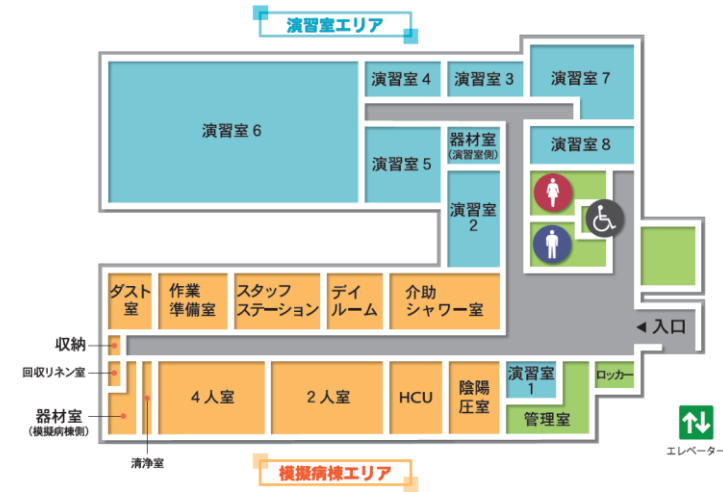 演習室エリア
演習室 4
演習室 3
演習室 7
演習室 6
器材室
(演習室側)
演習室 8
演習室 5
演習室
2
ダスト
室
作業
準備室
スタッフ
ステーション
デイ
ルーム
介助
シャワー室
◀ 入口
収納
回収リネン室
器材室
(模擬病棟側)
清浄室
4 人室
2 人室
HCU
陰陽
圧室
演習室
1
管理室
ロッカー
エレベーター
模擬病棟エリア